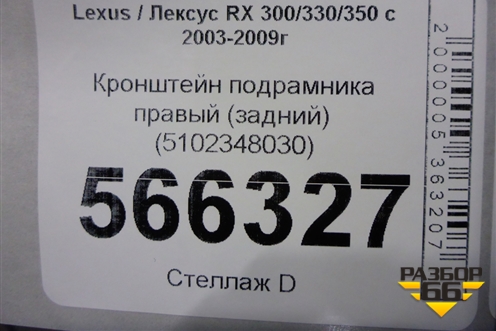 Lexus / Лексус RX 300/330/350 с
2003-2009г
Кронштейн подрамника
правый (задний)
(5102348030)
566327
Стеллаж D
2000005363207
РАЗБОР
66